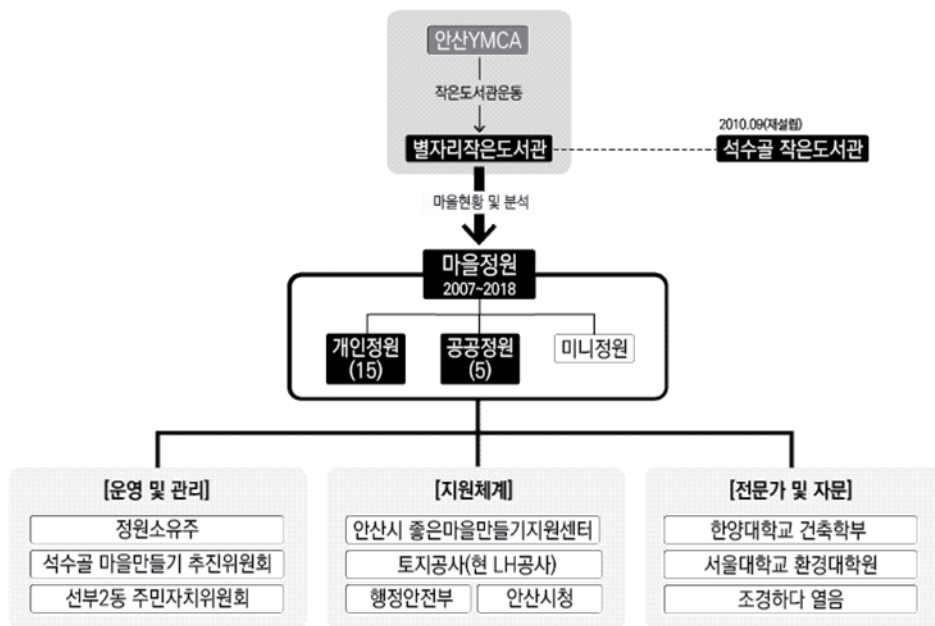 안산YMCA
작은도서관운동
별자리작은도서관
2010.09(재설립)
석수골 작은도서관
마을현황 및 분석
마을정원
2007~2018
개인정원
(15)
공공정원
(5)
미니정원
[운영 및 관리]
정원소유주
석수골 마을만들기 추진위원회
선부2동 주민자치위원회
[지원체계]
안산시 좋은마을만들기지원센터
토지공사(현 LH공사)
행정안전부
안산시청
[전문가 및 자문]
한양대학교 건축학부
서울대학교 환경대학원
조경하다 열음